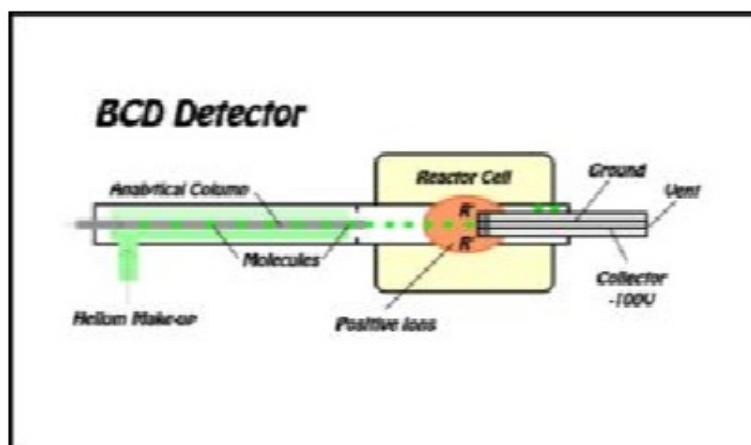 BCD Detector
Analytical Column
Reactor Cell
Ground
Vent
Molecules
Helium Make-up
Positive Ions
Collector
-100V